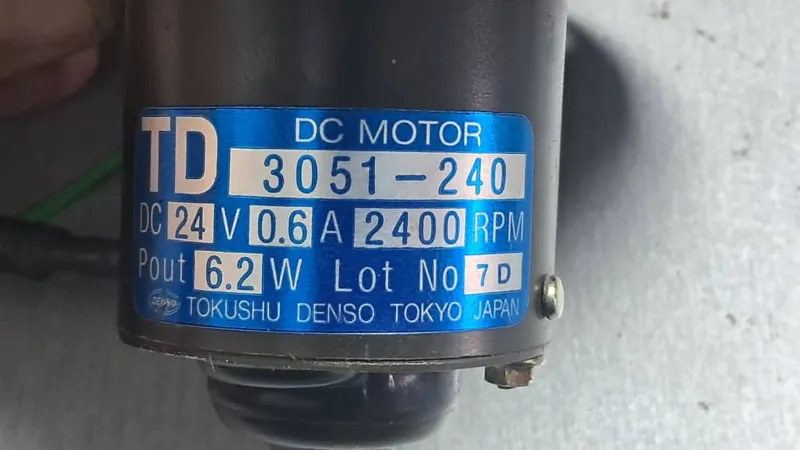 TD DC MOTOR
3051-240
DC 24 V 0.6 A 2400 RPM
Pout 6.2 W Lot No 7D
DENSO TOKUSHU DENSO TOKYO JAPAN